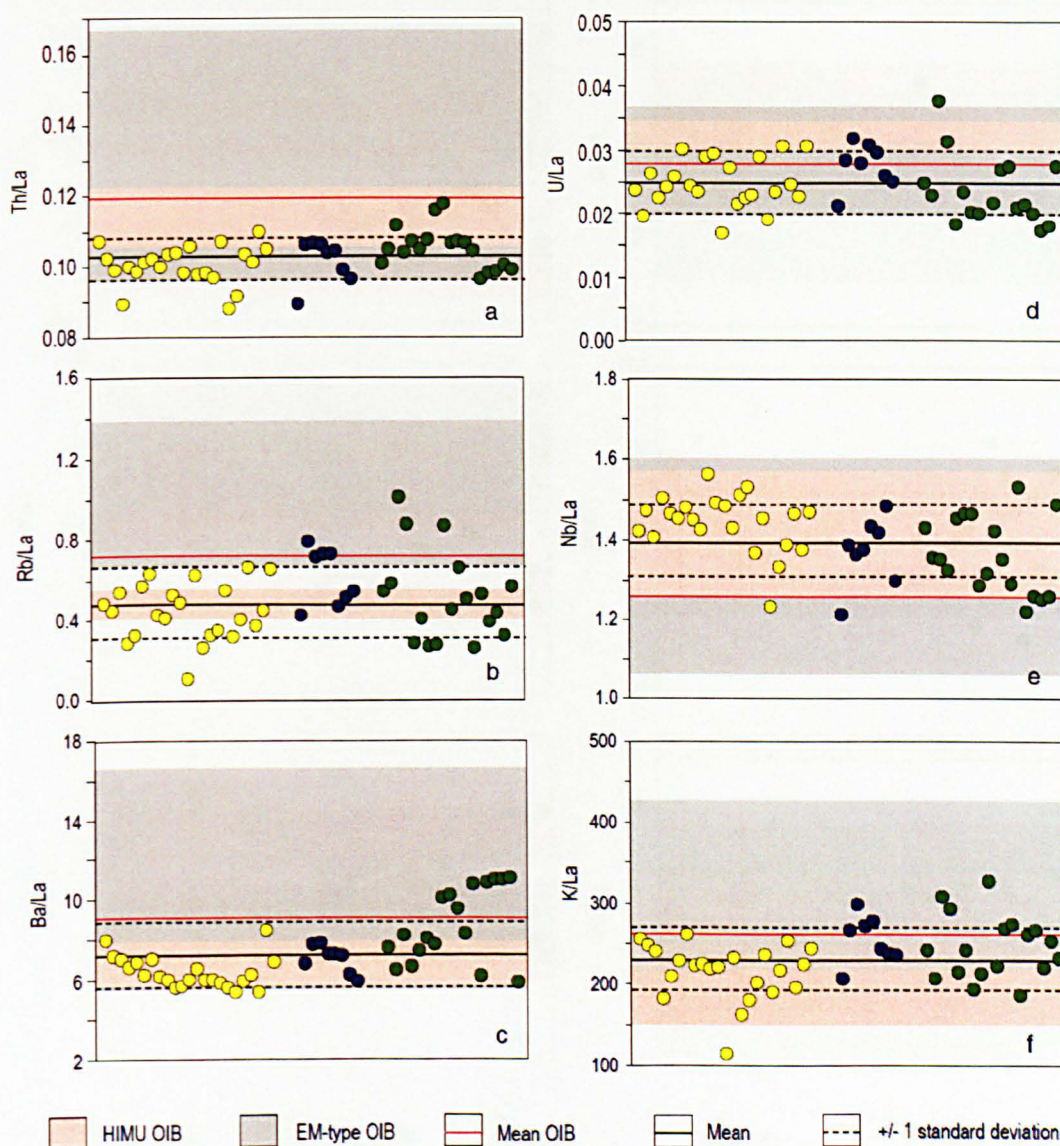 Th/La
0.16
0.14
0.12
0.10
0.08
a
U/La
0.05
0.04
0.03
0.02
0.01
0.00
d
Rb/La
1.6
1.2
0.8
0.4
0.0
b
Nb/La
1.8
1.6
1.4
1.2
1.0
e
Ba/La
18
14
10
6
2
c
K/La
500
400
300
200
100
f
HIMU OIB EM-type OIB Mean OIB Mean +/- 1 standard deviation